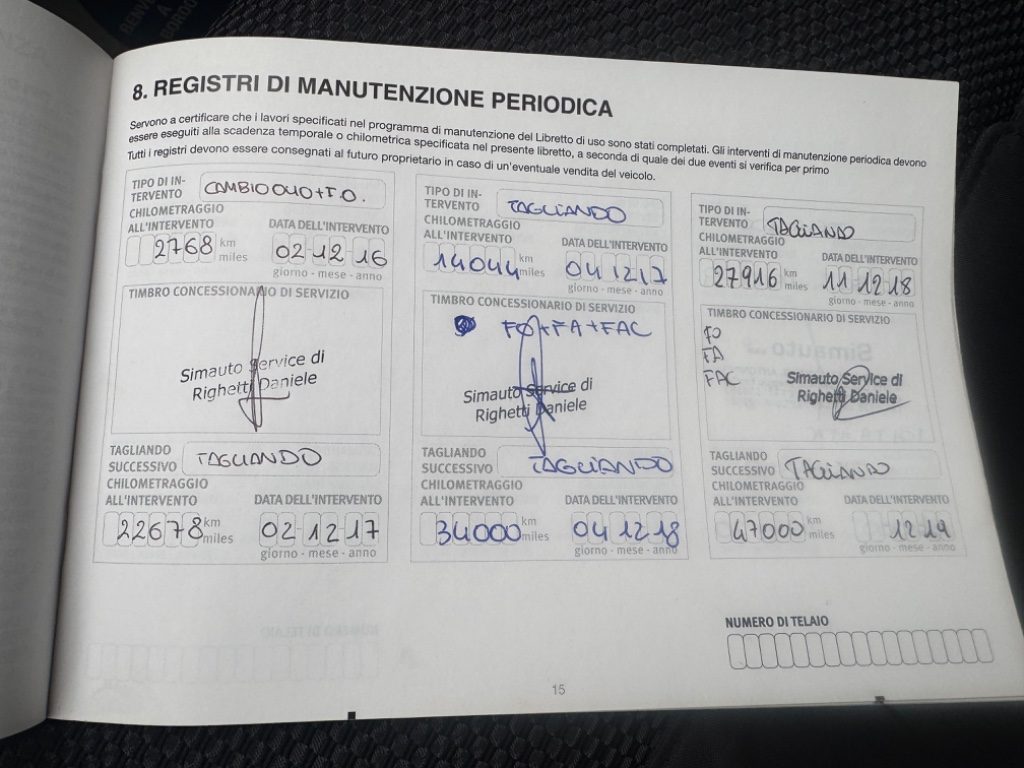 8. REGISTRI DI MANUTENZIONE PERIODICA
Servono a certificare che i lavori specificati nel programma di manutenzione del Libretto di uso sono stati completati. Gli interventi di manutenzione periodica devono
essere eseguiti alla scadenza temporale o chilometrica specificata nel presente libretto, a seconda di quale dei due eventi si verifica per primo
Tutti i registri devono essere consegnati al futuro proprietario in caso di un'eventuale vendita del veicolo.
TIPO DI IN-
TERVENTO CAMBIO OLIO + F.O.
CHILOMETRAGGIO
ALL'INTERVENTO DATA DELL'INTERVENTO
2768 km miles 02-12-16
giorno - mese - anno
TIMBRO CONCESSIONARIO DI SERVIZIO
Simauto Service di
Righetti Daniele
TAGLIANDO
SUCCESSIVO TAGLIANDO
CHILOMETRAGGIO
ALL'INTERVENTO DATA DELL'INTERVENTO
22678 km miles 02-12-17
giorno - mese - anno
TIPO DI IN-
TERVENTO TAGLIANDO
CHILOMETRAGGIO
ALL'INTERVENTO DATA DELL'INTERVENTO
14044 km miles 04 12 17
giorno - mese - anno
TIMBRO CONCESSIONARIO DI SERVIZIO
FO+FA+FAC
Simauto Service di
Righetti Daniele
TAGLIANDO
SUCCESSIVO TAGLIANDO
CHILOMETRAGGIO
ALL'INTERVENTO DATA DELL'INTERVENTO
34000 km miles 04 12 18
giorno - mese - anno
TIPO DI IN-
TERVENTO TAGLIANDO
CHILOMETRAGGIO
ALL'INTERVENTO DATA DELL'INTERVENTO
27916 km miles 11 12 18
giorno - mese - anno
TIMBRO CONCESSIONARIO DI SERVIZIO
FO
FA
FAC
Simauto Service di
Righetti Daniele
TAGLIANDO
SUCCESSIVO TAGLIANDO
CHILOMETRAGGIO
ALL'INTERVENTO DATA DELL'INTERVENTO
47000 km miles 12 19
giorno - mese - anno
NUMERO DI TELAIO
15